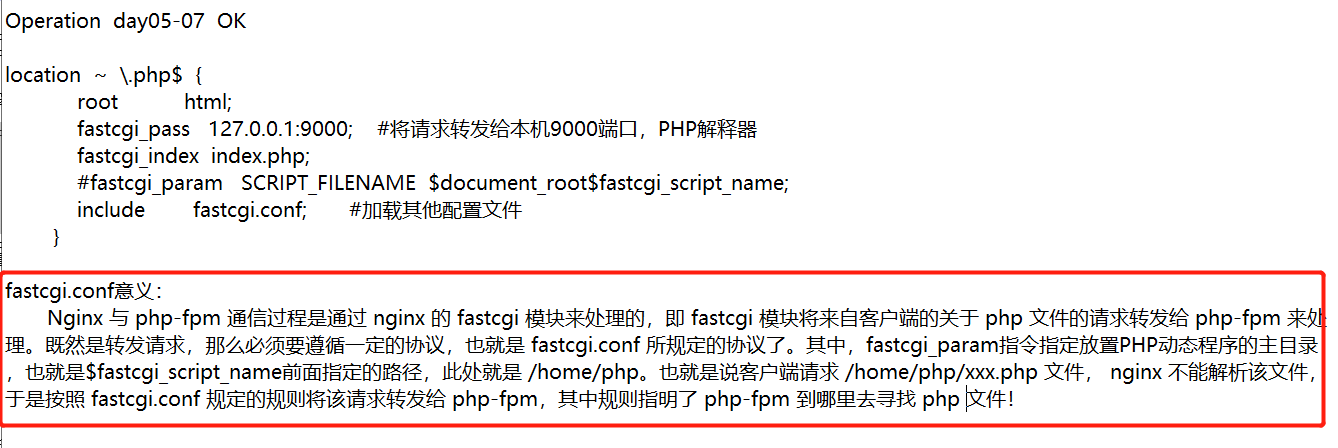 Operation day05-07 OK
location ~ \.php$ {
root html;
fastcgi_pass 127.0.0.1:9000; #将请求转发给本机9000端口，PHP解释器
fastcgi_index index.php;
#fastcgi_param SCRIPT_FILENAME $document_root$fastcgi_script_name;
include fastcgi.conf; #加载其他配置文件
}
fastcgi.conf意义：
Nginx 与 php-fpm 通信过程是通过 nginx 的 fastcgi 模块来处理的，即 fastcgi 模块将来自客户端的关于 php 文件的请求转发给 php-fpm 来处
理。既然是转发请求，那么必须要遵循一定的协议，也就是 fastcgi.conf 所规定的协议了。其中，fastcgi_param指令指定放置PHP动态程序的主目录
，也就是$fastcgi_script_name前面指定的路径，此处就是 /home/php。也就是说客户端请求 /home/php/xxx.php 文件， nginx 不能解析该文件，
于是按照 fastcgi.conf 规定的规则将该请求转发给 php-fpm，其中规则指明了 php-fpm 到哪里去寻找 php 文件！